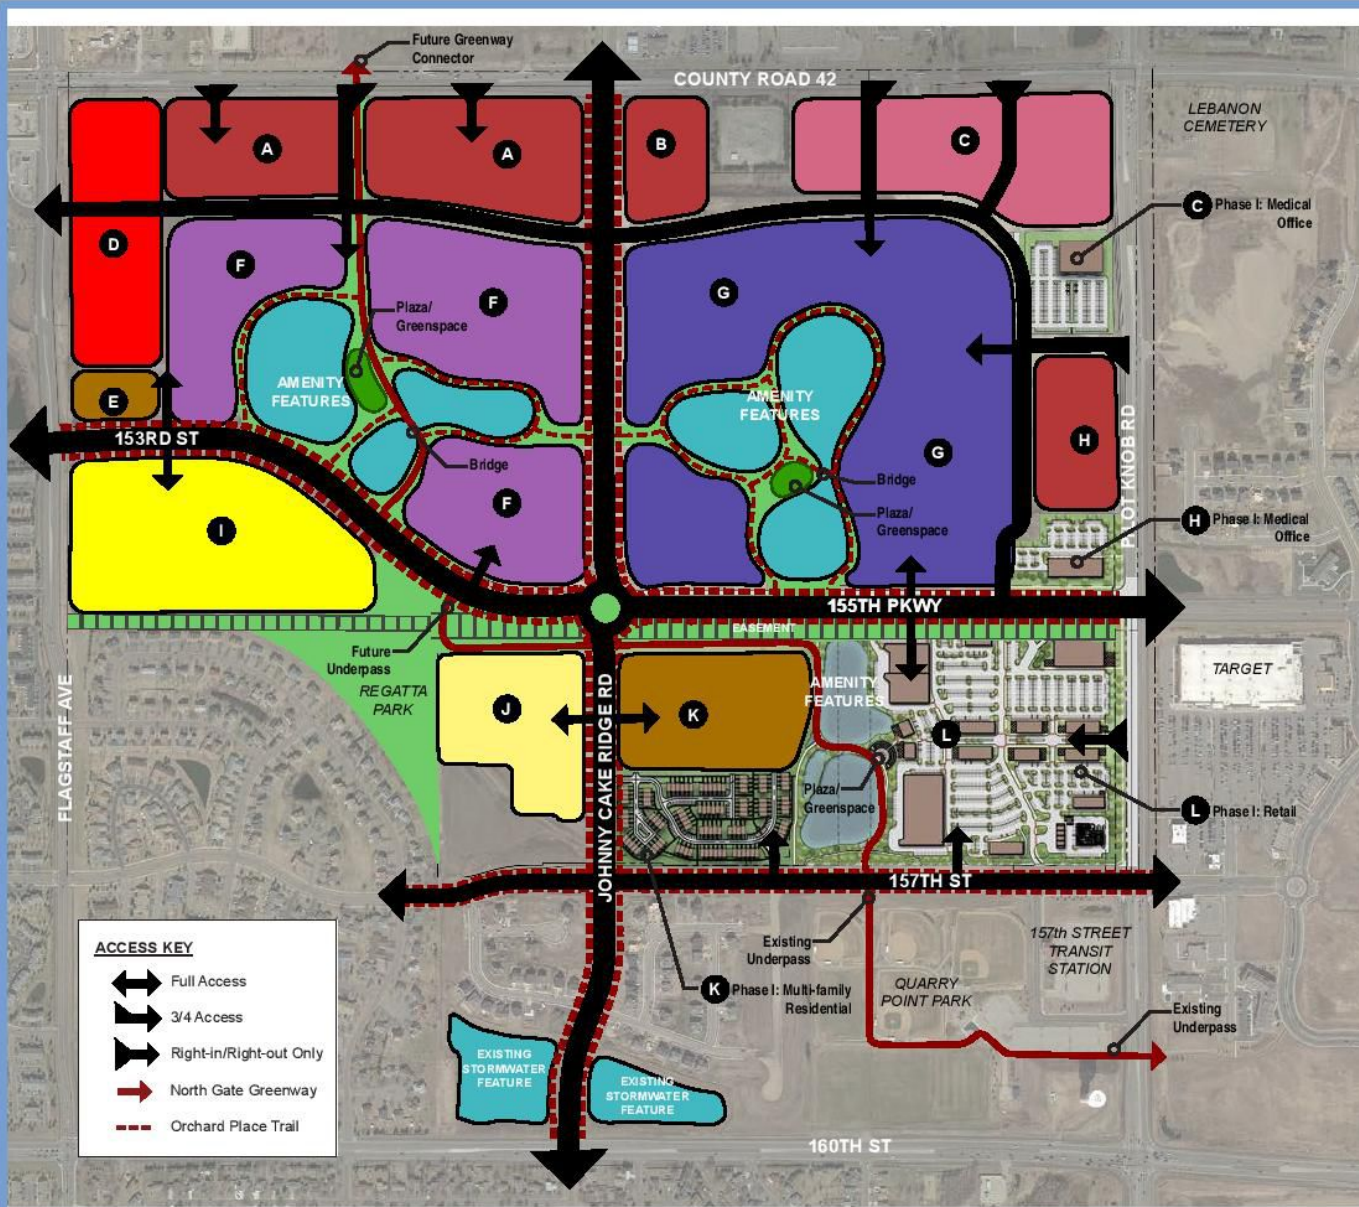 Future Greenway
Connector
COUNTY ROAD 42
LEBANON
CEMETERY
A
A
B
C
C Phase I: Medical
Office
D
F
F
G
Plaza/
Greenspace
AMENITY
FEATURES
AMENITY
FEATURES
E
153RD ST
Bridge
H
G
Bridge
PILOT KNOB RD
I
F
Plaza/
Greenspace
H Phase I: Medical
Office
155TH PKWY
EASEMENT
Future
Underpass
REGATTA
PARK
FLAGSTAFF AVE
J
JOHNNY CAKE RIDGE RD
K
AMENITY
FEATURES
TARGET
L
Plaza/
Greenspace
L Phase I: Retail
157TH ST
ACCESS KEY
Full Access
3/4 Access
Right-in/Right-out Only
North Gate Greenway
Orchard Place Trail
Existing
Underpass
157th STREET
TRANSIT
STATION
K Phase I: Multi-family
Residential
QUARRY
POINT PARK
Existing
Underpass
EXISTING
STORMWATER
FEATURE
EXISTING
STORMWATER
FEATURE
160TH ST